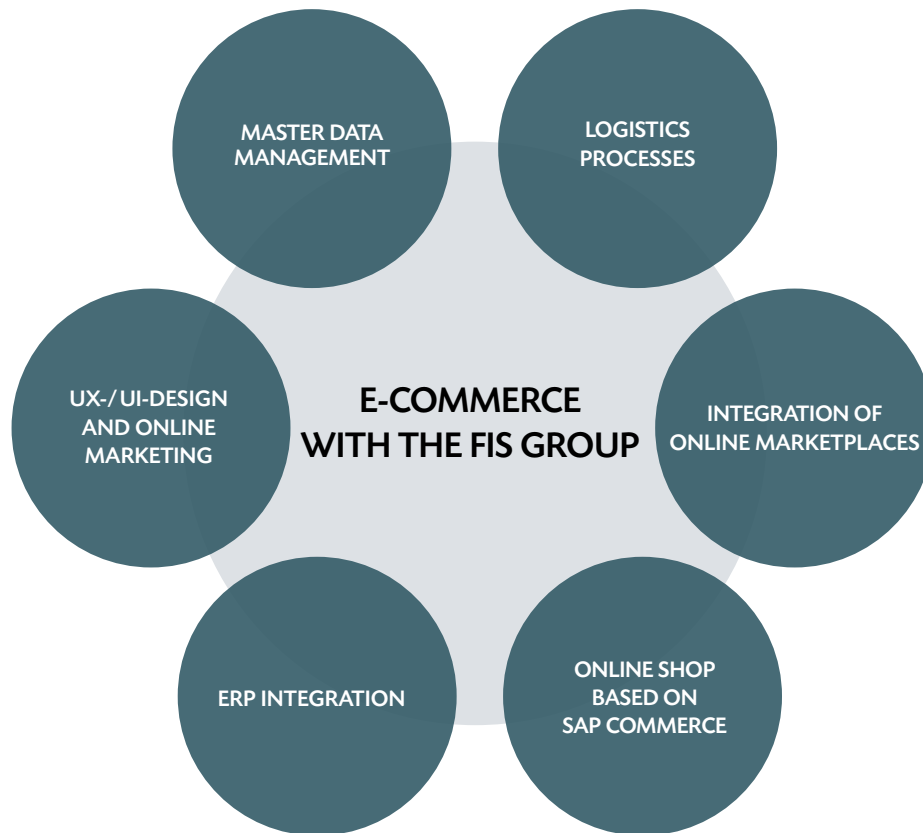 MASTER DATA
MANAGEMENT
LOGISTICS
PROCESSES
UX-/ UI-DESIGN
AND ONLINE
MARKETING
E-COMMERCE
WITH THE FIS GROUP
INTEGRATION OF
ONLINE MARKETPLACES
ERP INTEGRATION
ONLINE SHOP
BASED ON
SAP COMMERCE